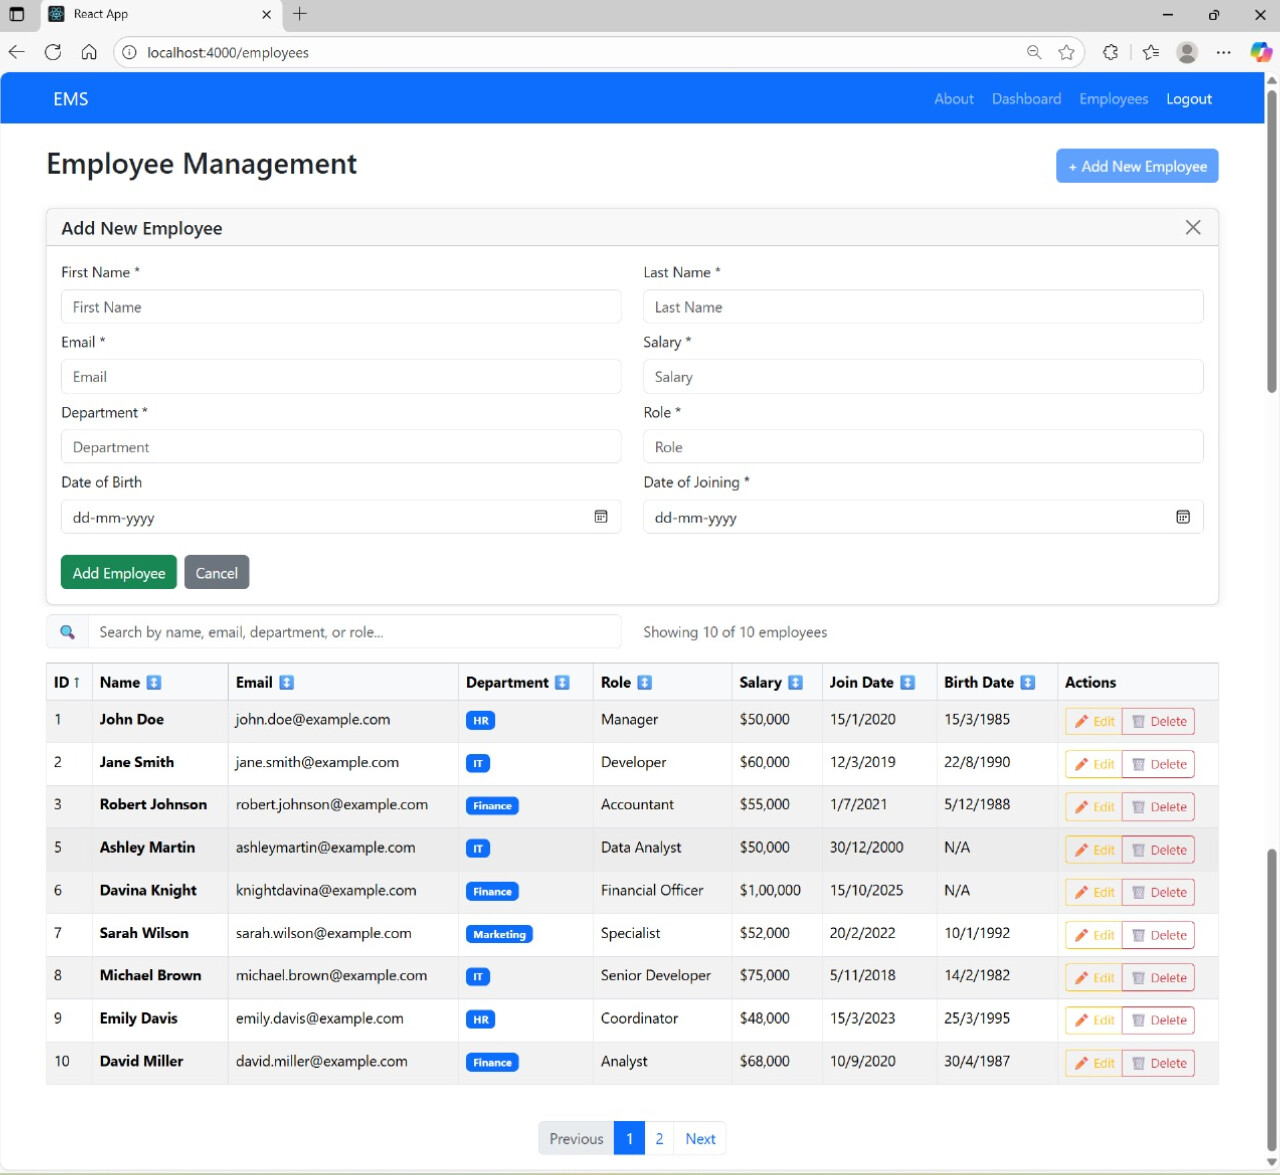 React App
localhost:4000/employees
EMS About Dashboard Employees Logout
Employee Management + Add New Employee
Add New Employee
First Name * Last Name *
First Name Last Name
Email * Salary *
Email Salary
Department * Role *
Department Role
Date of Birth Date of Joining *
dd-mm-yyyy dd-mm-yyyy
Add Employee Cancel
Search by name, email, department, or role... Showing 10 of 10 employees
ID ↑ Name Email Department Role Salary Join Date Birth Date Actions
1 John Doe john.doe@example.com HR Manager $50,000 15/1/2020 15/3/1985 Edit Delete
2 Jane Smith jane.smith@example.com IT Developer $60,000 12/3/2019 22/8/1990 Edit Delete
3 Robert Johnson robert.johnson@example.com Finance Accountant $55,000 1/7/2021 5/12/1988 Edit Delete
5 Ashley Martin ashleymartin@example.com IT Data Analyst $50,000 30/12/2000 N/A Edit Delete
6 Davina Knight knightdavina@example.com Finance Financial Officer $1,00,000 15/10/2025 N/A Edit Delete
7 Sarah Wilson sarah.wilson@example.com Marketing Specialist $52,000 20/2/2022 10/1/1992 Edit Delete
8 Michael Brown michael.brown@example.com IT Senior Developer $75,000 5/11/2018 14/2/1982 Edit Delete
9 Emily Davis emily.davis@example.com HR Coordinator $48,000 15/3/2023 25/3/1995 Edit Delete
10 David Miller david.miller@example.com Finance Analyst $68,000 10/9/2020 30/4/1987 Edit Delete
Previous 1 2 Next